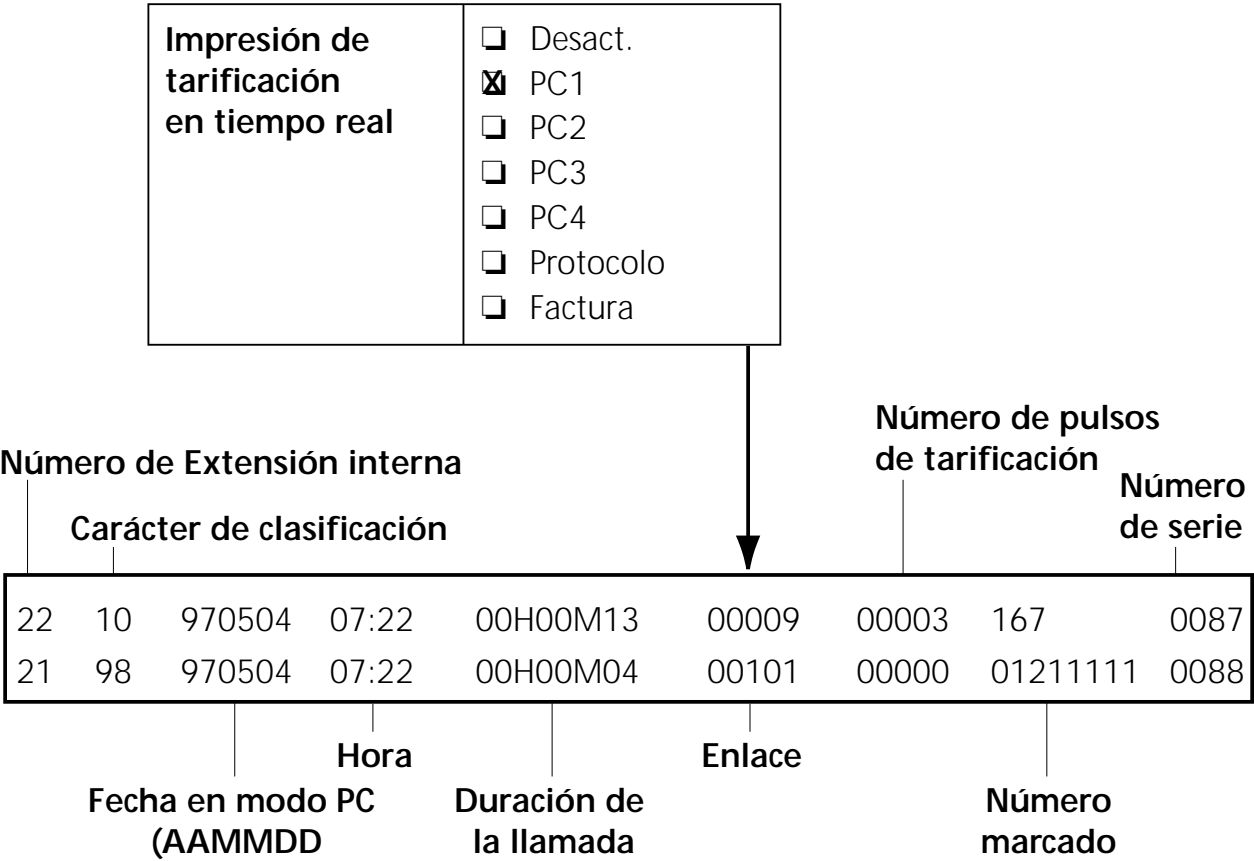 Impresión de
tarificación
en tiempo real
❏ Desact.
X PC1
❏ PC2
❏ PC3
❏ PC4
❏ Protocolo
❏ Factura
Número de pulsos
de tarificación
Número de Extensión interna
Número
de serie
Carácter de clasificación
22 10 970504 07:22 00H00M13 00009 00003 167 0087
21 98 970504 07:22 00H00M04 00101 00000 01211111 0088
Hora
Enlace
Fecha en modo PC
(AAMMDD
Duración de
la llamada
Número
marcado